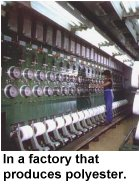 In a factory that
produces polyester.